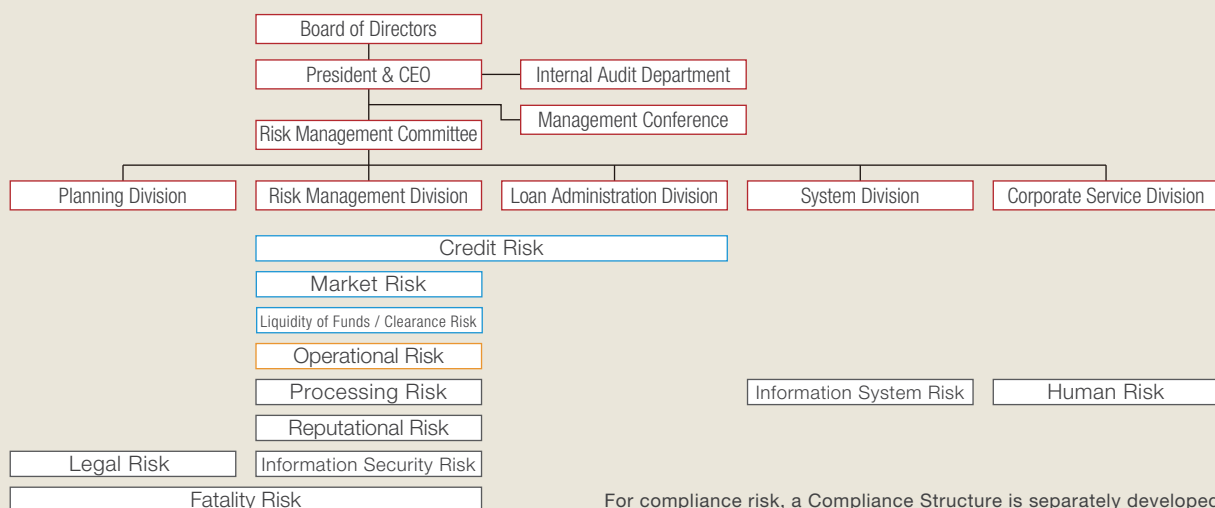 Board of Directors
President & CEO
Internal Audit Department
Management Conference
Risk Management Committee
Planning Division
Risk Management Division
Loan Administration Division
System Division
Corporate Service Division
Credit Risk
Market Risk
Liquidity of Funds / Clearance Risk
Operational Risk
Processing Risk
Information System Risk
Human Risk
Reputational Risk
Legal Risk
Information Security Risk
Fatality Risk
For compliance risk, a Compliance Structure is separately developed